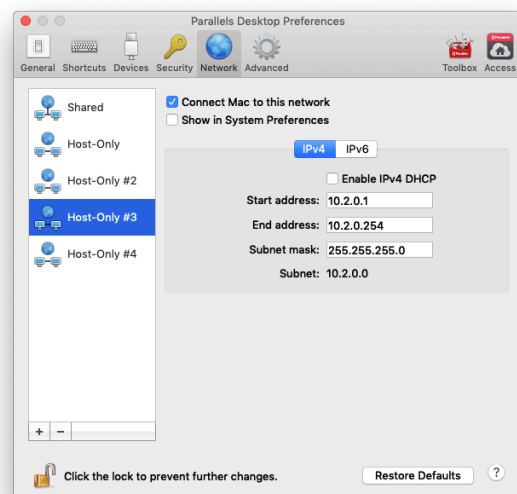 Parallels Desktop Preferences
General Shortcuts Devices Security Network Advanced Toolbox Access
Shared
Host-Only
Host-Only #2
Host-Only #3
Host-Only #4
Connect Mac to this network
Show in System Preferences
IPv4 IPv6
Enable IPv4 DHCP
Start address: 10.2.0.1
End address: 10.2.0.254
Subnet mask: 255.255.255.0
Subnet: 10.2.0.0
+ −
Click the lock to prevent further changes.
Restore Defaults ?